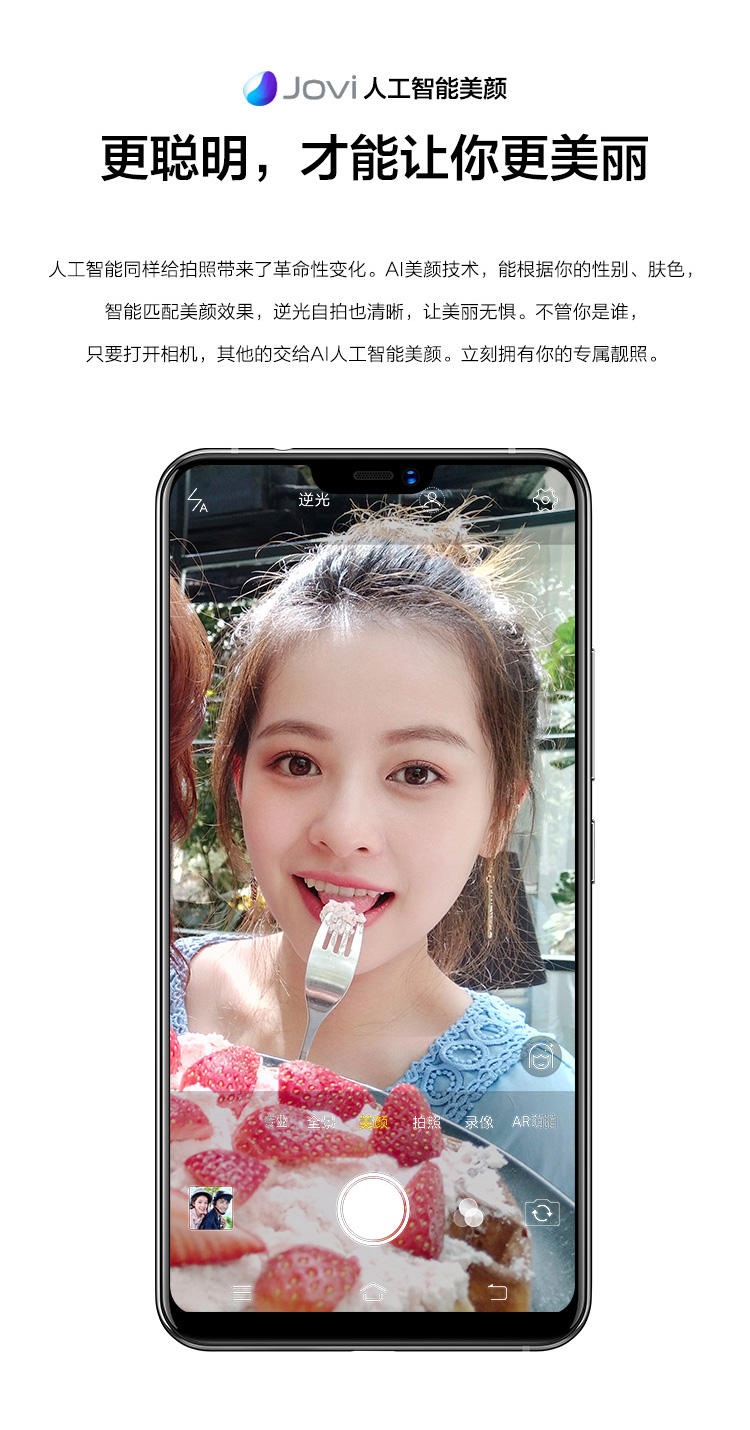 Jovi 人工智能美颜
更聪明，才能让你更美丽
人工智能同样给拍照带来了革命性变化。AI美颜技术，能根据你的性别、肤色，
智能匹配美颜效果，逆光自拍也清晰，让美丽无惧。不管你是谁，
只要打开相机，其他的交给AI人工智能美颜。立刻拥有你的专属靓照。
A 逆光
专业 全景 美颜 拍照 录像 AR萌拍